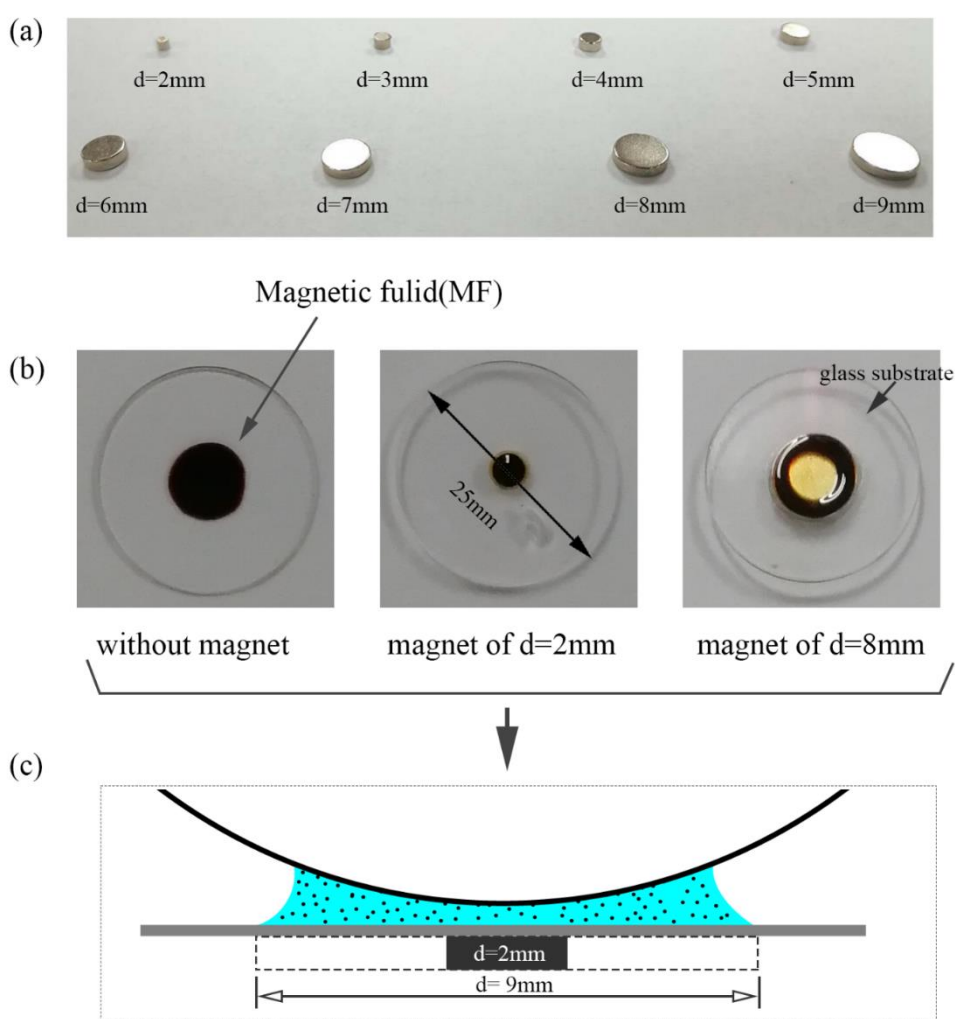 (a)
d=2mm
d=3mm
d=4mm
d=5mm
d=6mm
d=7mm
d=8mm
d=9mm
Magnetic fulid(MF)
(b)
glass substrate
25mm
without magnet
magnet of d=2mm
magnet of d=8mm
(c)
d=2mm
d= 9mm